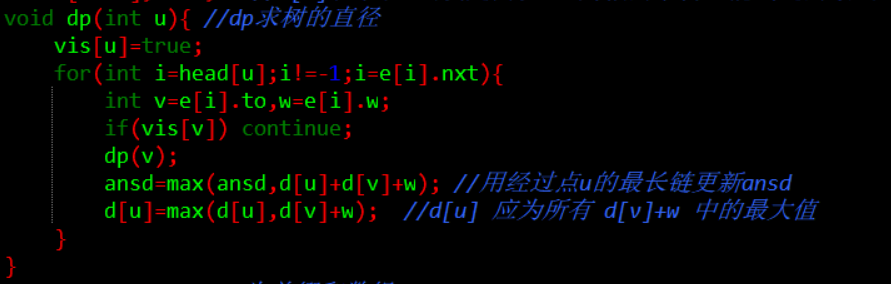 void dp(int u){ //dp求树的直径
    vis[u]=true;
    for(int i=head[u];i!=-1;i=e[i].nxt){
        int v=e[i].to,w=e[i].w;
        if(vis[v]) continue;
        dp(v);
        ansd=max(ansd,d[u]+d[v]+w); //用经过点u的最长链更新ansd
        d[u]=max(d[u],d[v]+w);  //d[u] 应为所有 d[v]+w 中的最大值
    }
}